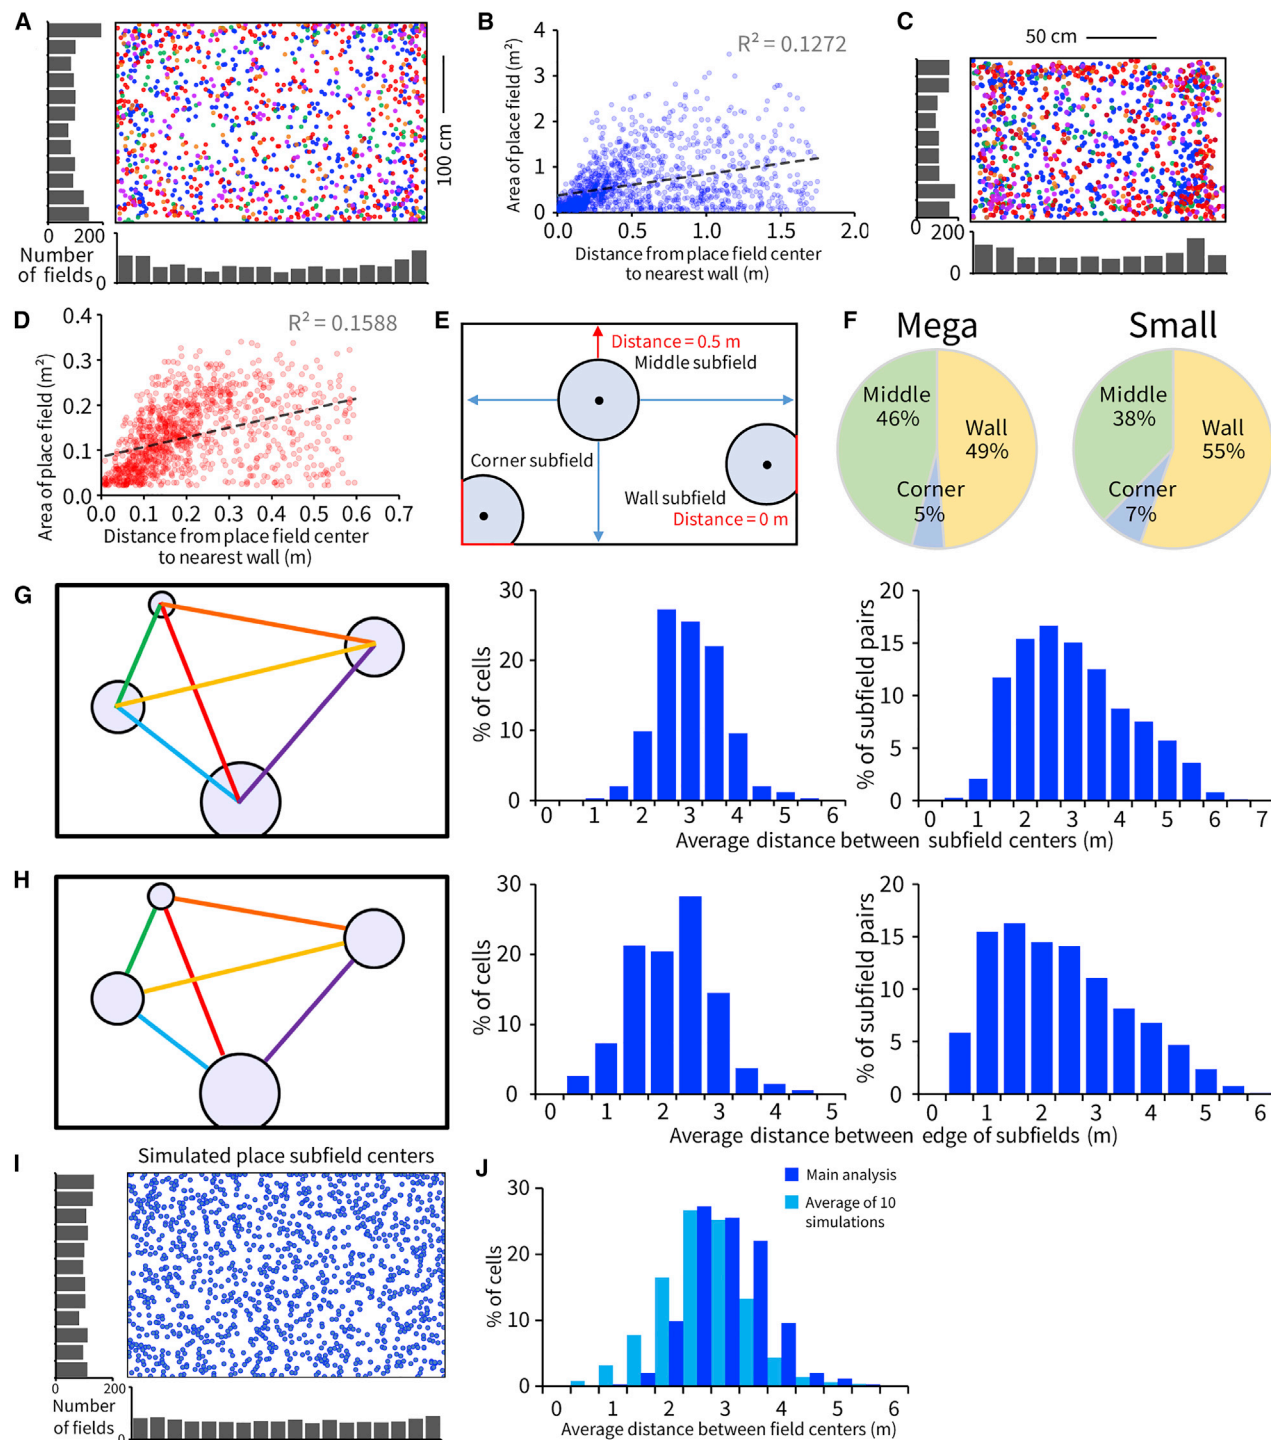 A
0 200
Number
of fields
0
100 cm
B
R² = 0.1272
Area of place field (m²)
4
3
2
1
0
0.0 0.5 1.0 1.5 2.0
Distance from place field center
to nearest wall (m)
C
50 cm
0
200
0
D
R² = 0.1588
Area of place field (m²)
0.4
0.3
0.2
0.1
0.0
0.0 0.1 0.2 0.3 0.4 0.5 0.6 0.7
Distance from place field center
to nearest wall (m)
E
Distance = 0.5 m
Middle subfield
Corner subfield
Wall subfield
Distance = 0 m
F
Mega
Middle
46%
Wall
49%
Corner
5%
Small
Middle
38%
Wall
55%
Corner
7%
G
% of cells
30
20
10
0
0 1 2 3 4 5 6
% of subfield pairs
20
15
10
5
0
0 1 2 3 4 5 6 7
Average distance between subfield centers (m)
H
% of cells
30
20
10
0
0 1 2 3 4 5
% of subfield pairs
20
15
10
5
0
0 1 2 3 4 5 6
Average distance between edge of subfields (m)
I
Simulated place subfield centers
0 200
Number
of fields
0
J
Main analysis
Average of 10
simulations
% of cells
30
20
10
0
0 1 2 3 4 5 6
Average distance between field centers (m)